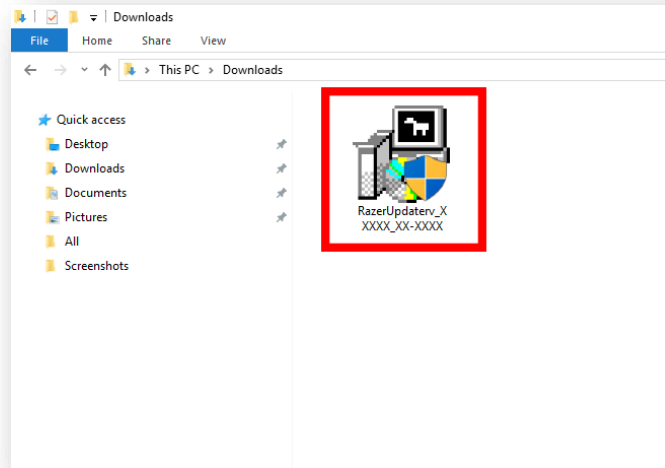 Downloads
File Home Share View
This PC > Downloads
Quick access
Desktop
Downloads
Documents
Pictures
All
Screenshots
RazerUpdaterv_X
XXXX_XX-XXXX